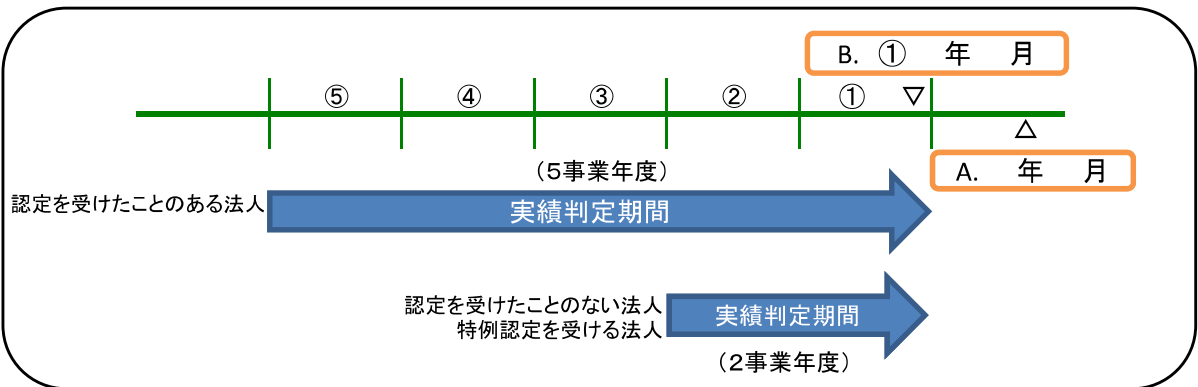 B. ① 年 月
⑤ ④ ③ ② ① ▽
△
A. 年 月
（5事業年度）
認定を受けたことのある法人
実績判定期間
認定を受けたことのない法人
特例認定を受ける法人
実績判定期間
（2事業年度）